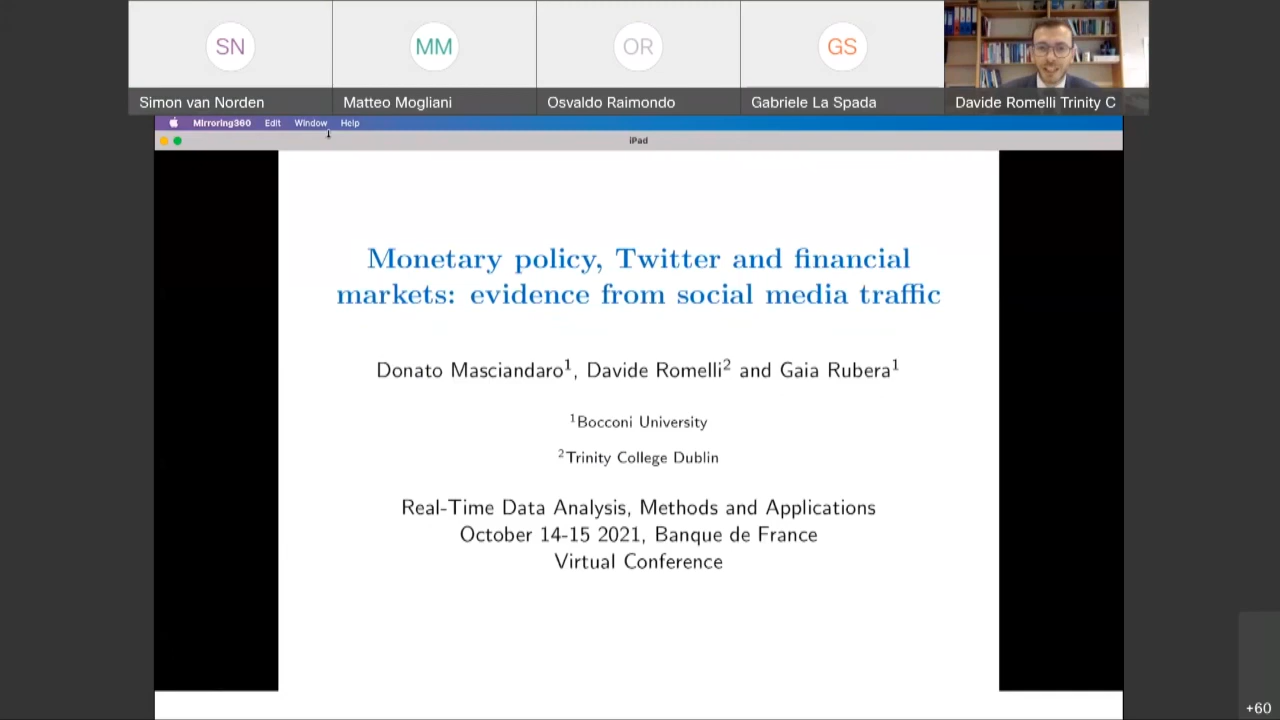 SN
MM
OR
GS
Simon van Norden
Matteo Mogliani
Osvaldo Raimondo
Gabriele La Spada
Davide Romelli Trinity C
Mirroring360 Edit Window Help
iPad
Monetary policy, Twitter and financial
markets: evidence from social media traffic
Donato Masciandaro¹, Davide Romelli² and Gaia Rubera¹
¹Bocconi University
²Trinity College Dublin
Real-Time Data Analysis, Methods and Applications
October 14-15 2021, Banque de France
Virtual Conference
+60